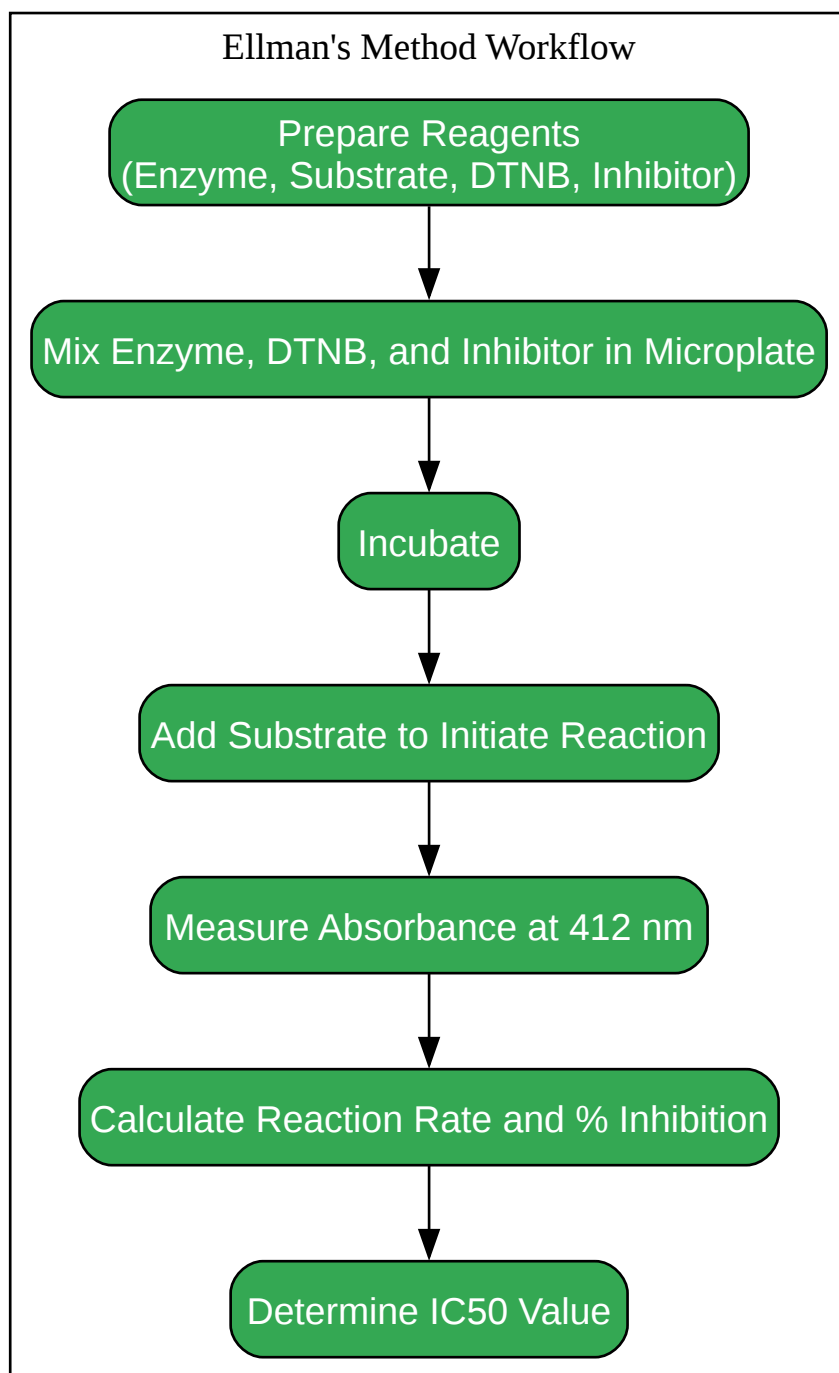 Ellman's Method Workflow
Prepare Reagents
(Enzyme, Substrate, DTNB, Inhibitor)
Mix Enzyme, DTNB, and Inhibitor in Microplate
Incubate
Add Substrate to Initiate Reaction
Measure Absorbance at 412 nm
Calculate Reaction Rate and % Inhibition
Determine IC50 Value